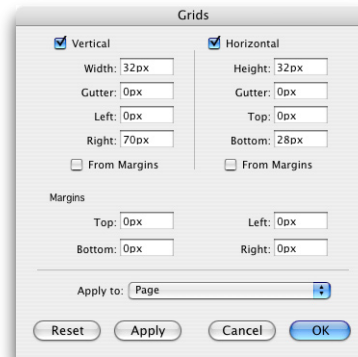 Grids
Vertical Horizontal
Width: 32px Height: 32px
Gutter: 0px Gutter: 0px
Left: 0px Top: 0px
Right: 70px Bottom: 28px
From Margins From Margins
Margins
Top: 0px Left: 0px
Bottom: 0px Right: 0px
Apply to: Page
Reset Apply Cancel OK